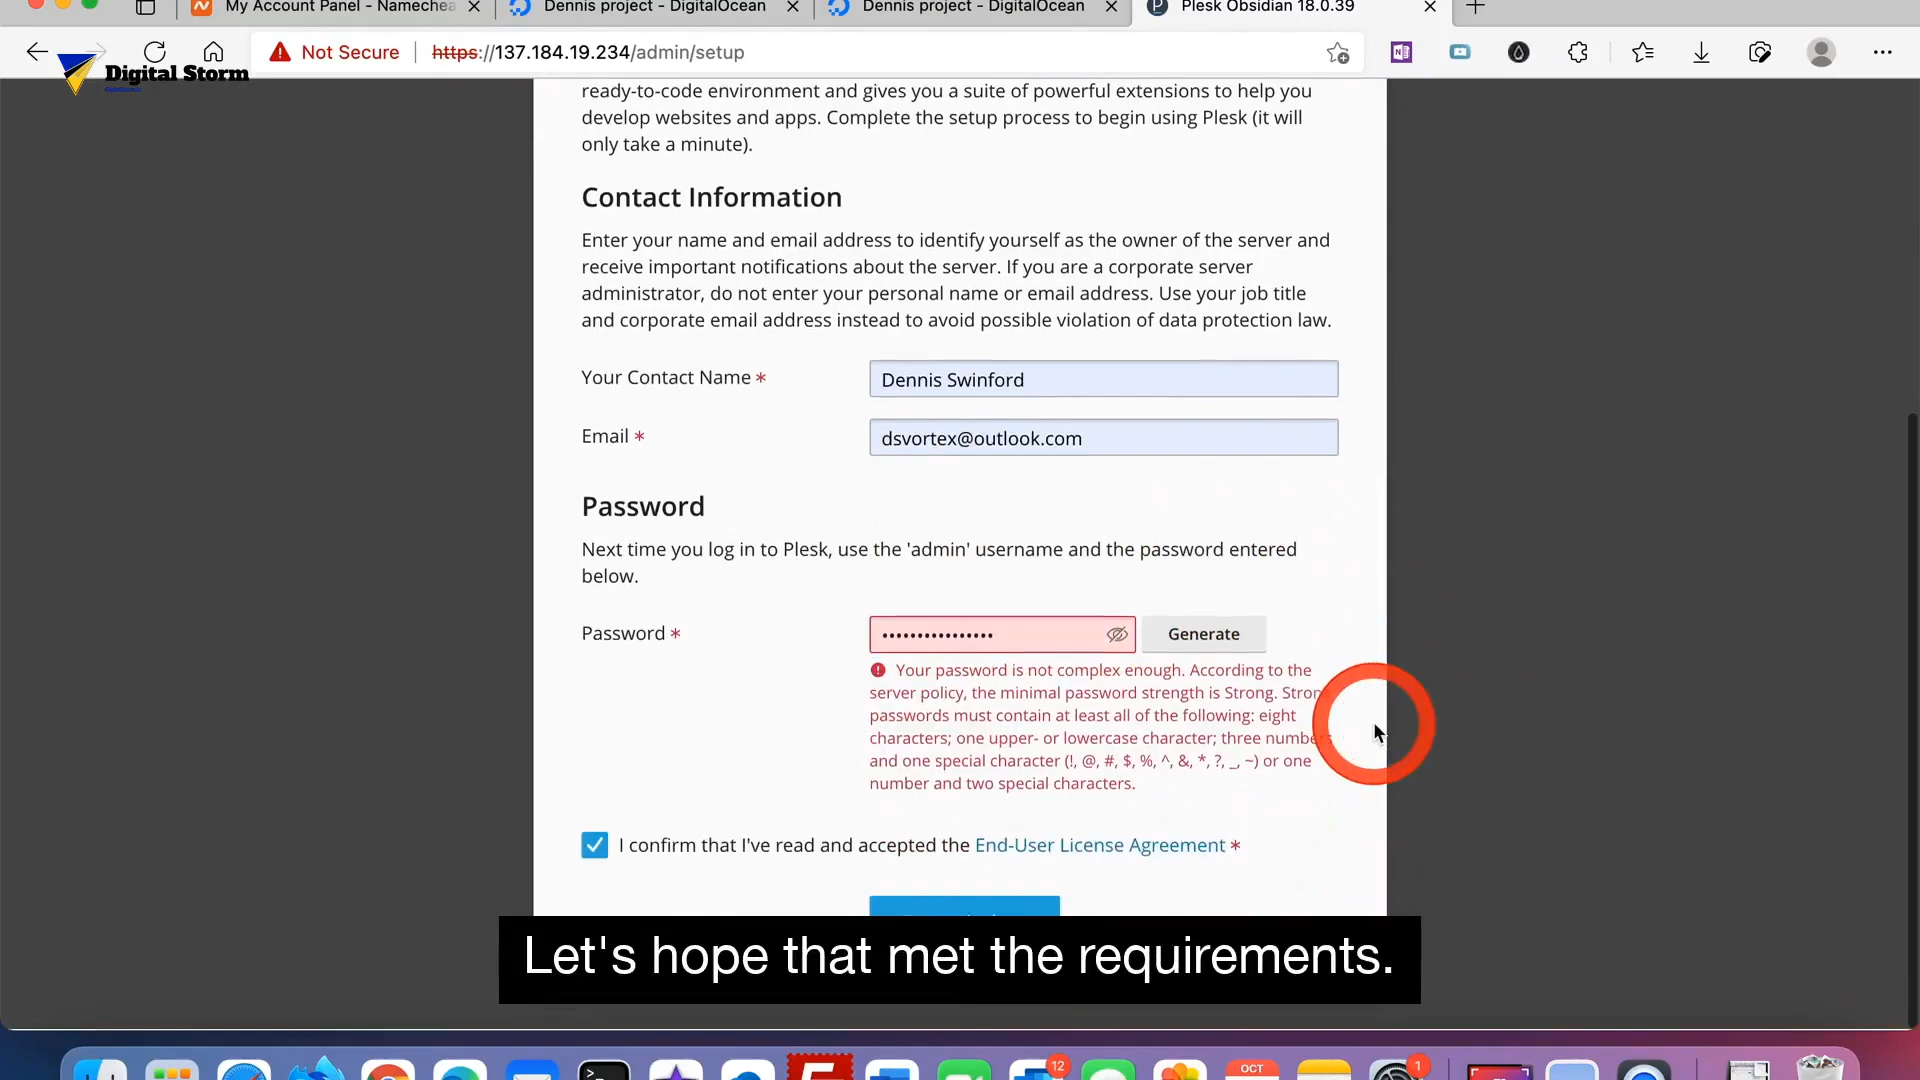 My Account Panel - Namechea
Dennis project - DigitalOcean
Dennis project - DigitalOcean
Plesk Obsidian 18.0.39
Not Secure
https://137.184.19.234/admin/setup
Digital Storm
ready-to-code environment and gives you a suite of powerful extensions to help you
develop websites and apps. Complete the setup process to begin using Plesk (it will
only take a minute).
Contact Information
Enter your name and email address to identify yourself as the owner of the server and
receive important notifications about the server. If you are a corporate server
administrator, do not enter your personal name or email address. Use your job title
and corporate email address instead to avoid possible violation of data protection law.
Your Contact Name *
Dennis Swinford
Email *
dsvortex@outlook.com
Password
Next time you log in to Plesk, use the 'admin' username and the password entered
below.
Password *
••••••••••••••••
Generate
Your password is not complex enough. According to the
server policy, the minimal password strength is Strong. Stron
passwords must contain at least all of the following: eight
characters; one upper- or lowercase character; three numbers
and one special character (!, @, #, $, %, ^, &, *, ?, _, ~) or one
number and two special characters.
I confirm that I've read and accepted the End-User License Agreement *
Let's hope that met the requirements.
12
OCT
1